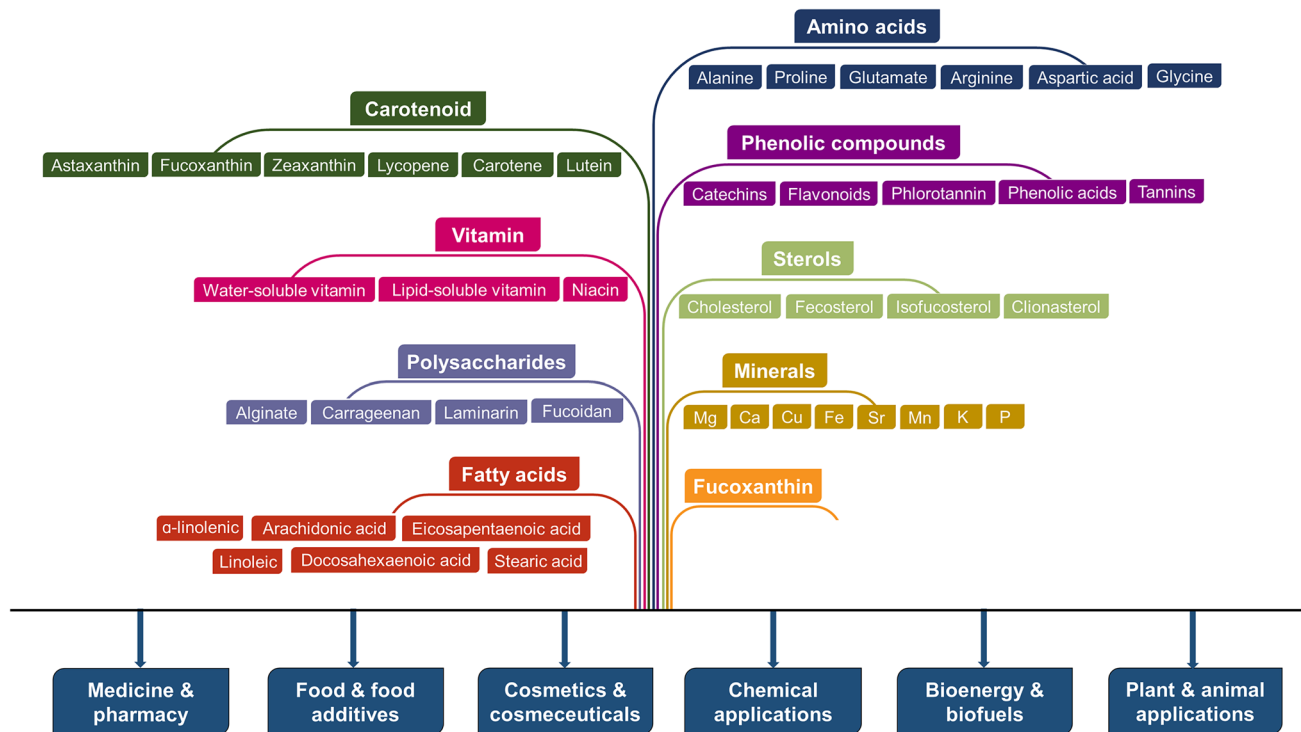 Amino acids
Alanine Proline Glutamate Arginine Aspartic acid Glycine
Carotenoid
Astaxanthin Fucoxanthin Zeaxanthin Lycopene Carotene Lutein
Phenolic compounds
Catechins Flavonoids Phlorotannin Phenolic acids Tannins
Vitamin
Water-soluble vitamin Lipid-soluble vitamin Niacin
Sterols
Cholesterol Fecosterol Isofucosterol Clionasterol
Polysaccharides
Alginate Carrageenan Laminarin Fucoidan
Minerals
Mg Ca Cu Fe Sr Mn K P
Fatty acids
α-linolenic Arachidonic acid Eicosapentaenoic acid
Linoleic Docosahexaenoic acid Stearic acid
Fucoxanthin
Medicine &
pharmacy
Food & food
additives
Cosmetics &
cosmeceuticals
Chemical
applications
Bioenergy &
biofuels
Plant & animal
applications